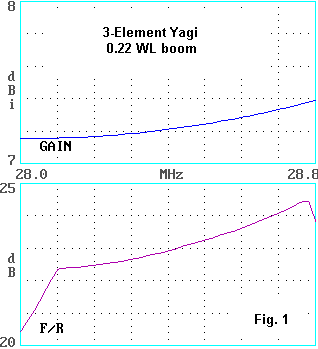 8
3-Element Yagi
0.22 WL boom
dBi
GAIN
7
28.0 MHz 28.8
25
dB
F/R
Fig. 1
20